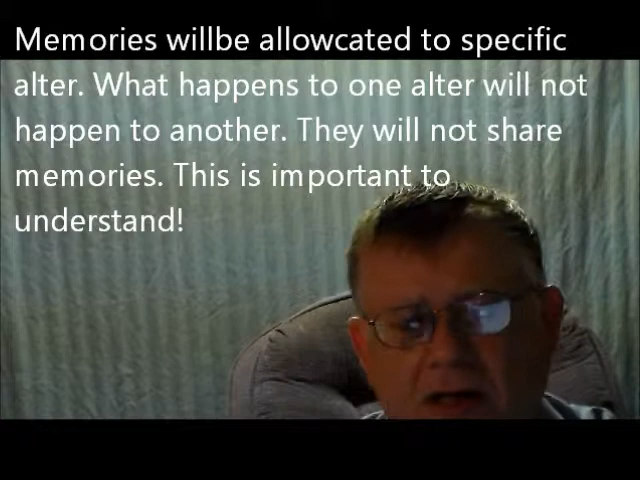 Memories willbe allowcated to specific
alter. What happens to one alter will not
happen to another. They will not share
memories. This is important to
understand!